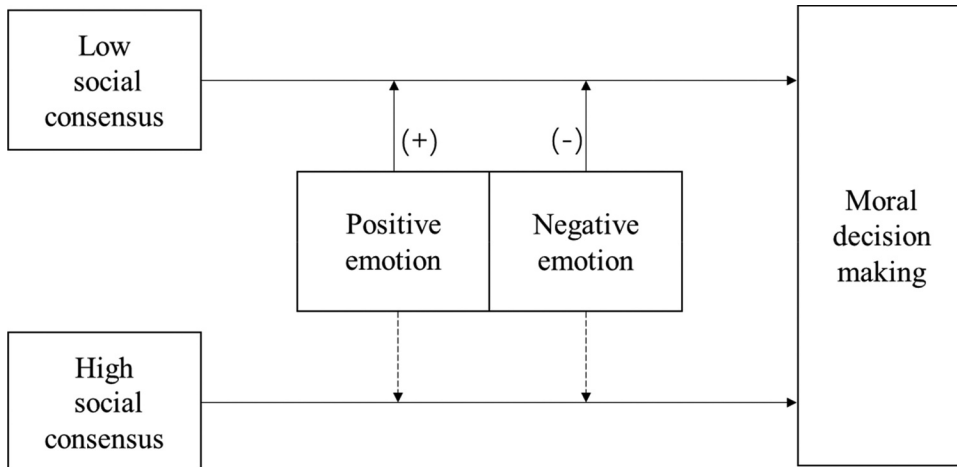 Low
social
consensus
(+)
(-)
Positive
emotion
Negative
emotion
Moral
decision
making
High
social
consensus